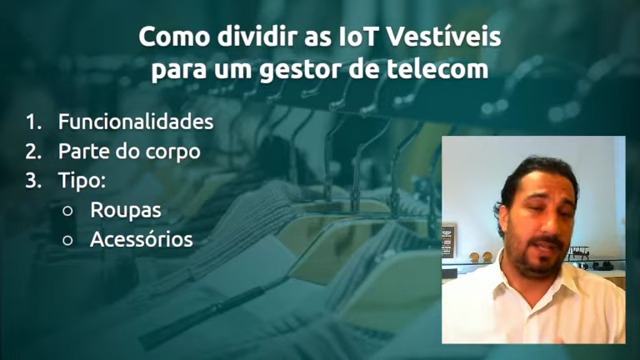 Como dividir as IoT Vestíveis
para um gestor de telecom
1. Funcionalidades
2. Parte do corpo
3. Tipo:
○ Roupas
○ Acessórios